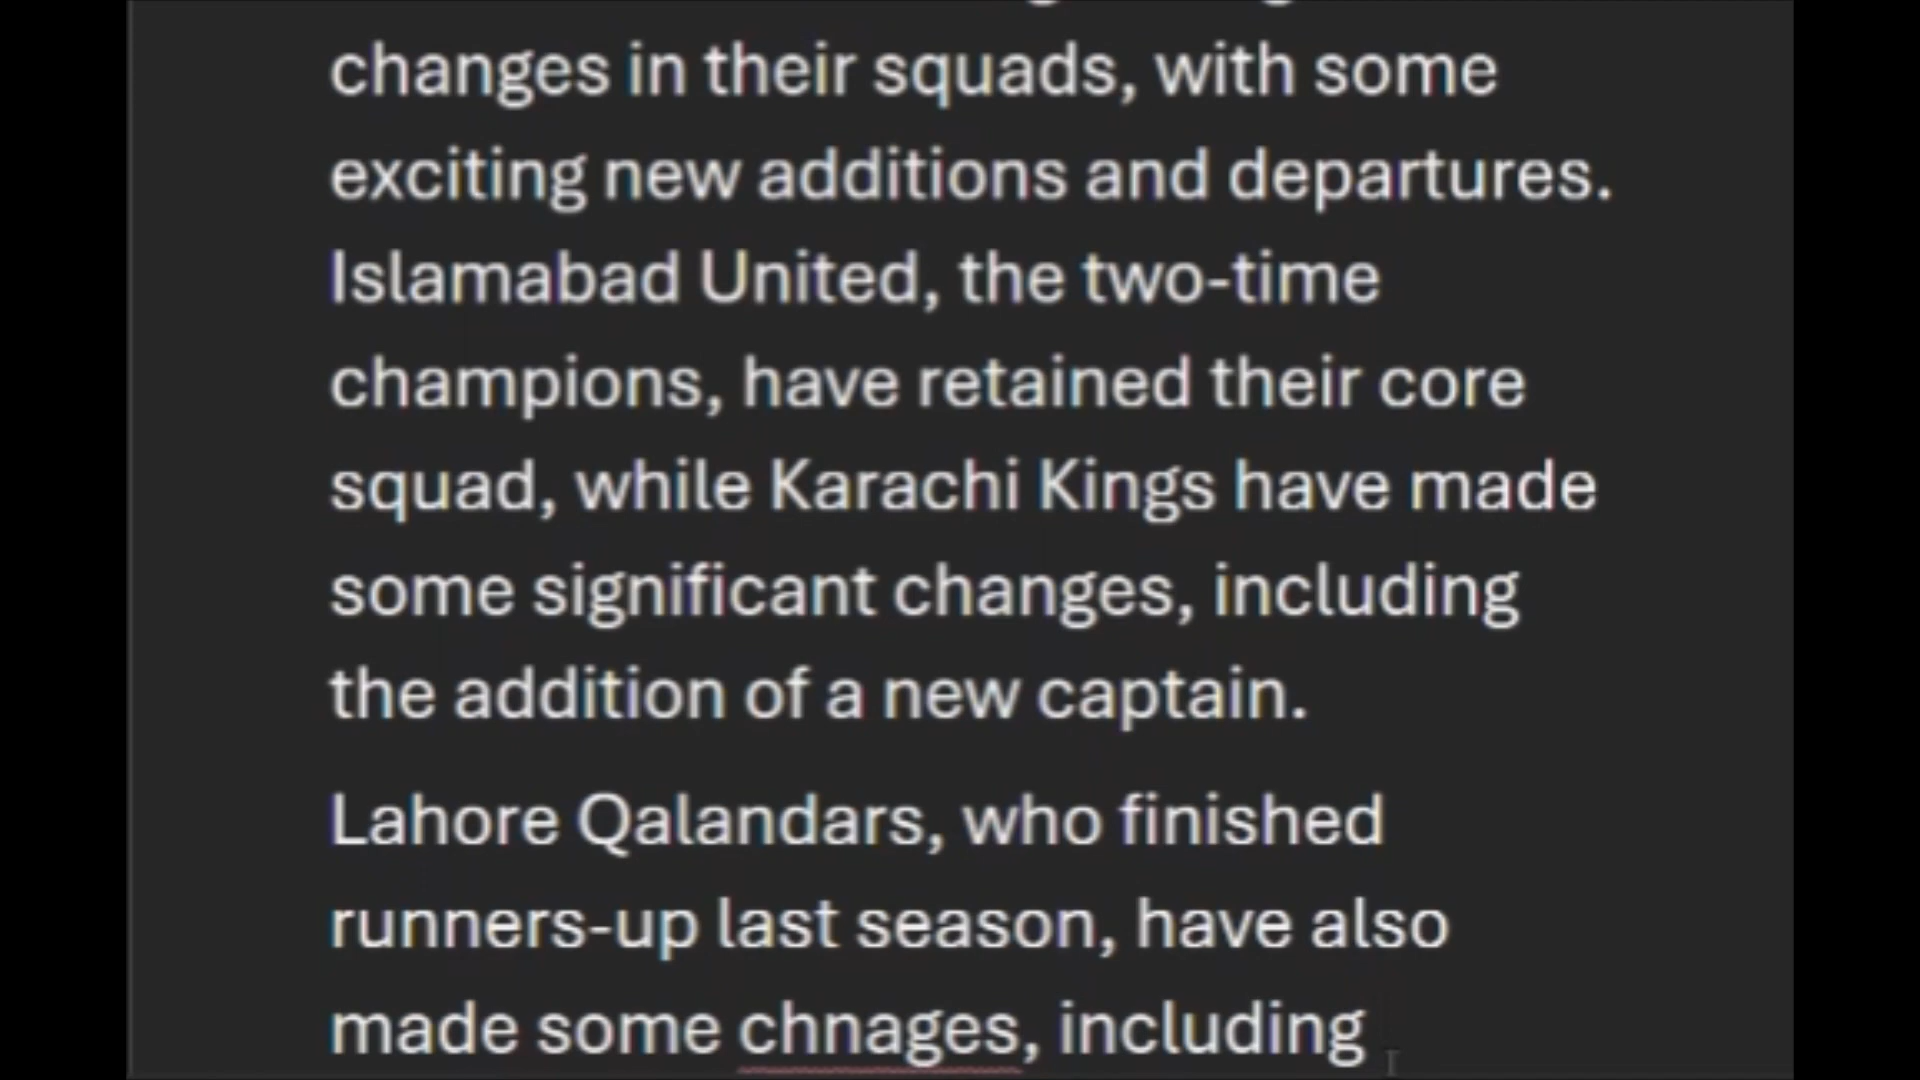 changes in their squads, with some
exciting new additions and departures.
Islamabad United, the two-time
champions, have retained their core
squad, while Karachi Kings have made
some significant changes, including
the addition of a new captain.
Lahore Qalandars, who finished
runners-up last season, have also
made some chnages, including